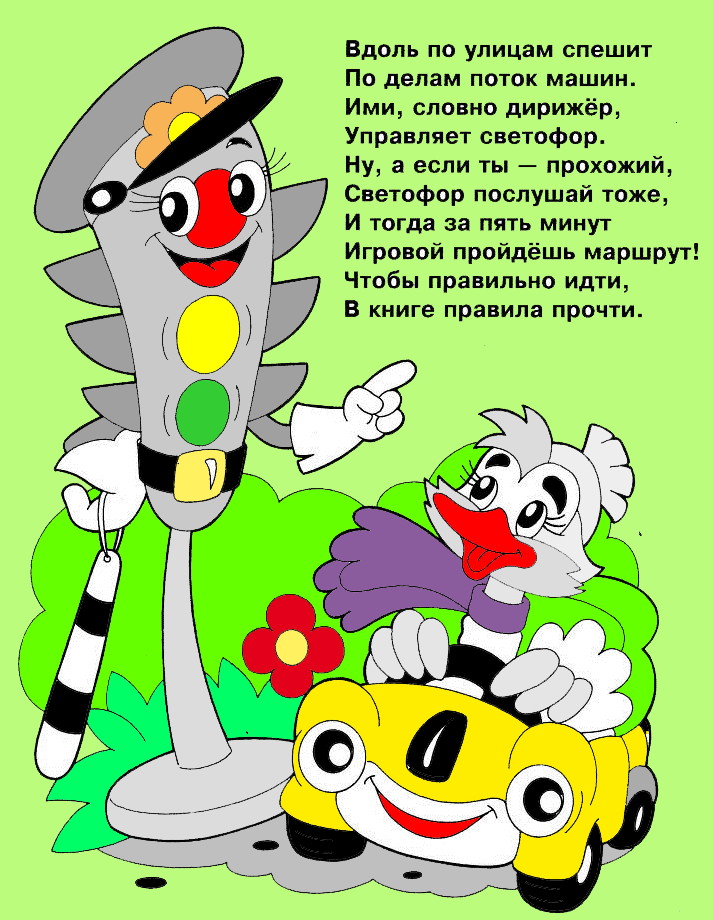 Вдоль по улицам спешит
По делам поток машин.
Ими, словно дирижёр,
Управляет светофор.
Ну, а если ты — прохожий,
Светофор послушай тоже,
И тогда за пять минут
Игровой пройдёшь маршрут!
Чтобы правильно идти,
В книге правила прочти.